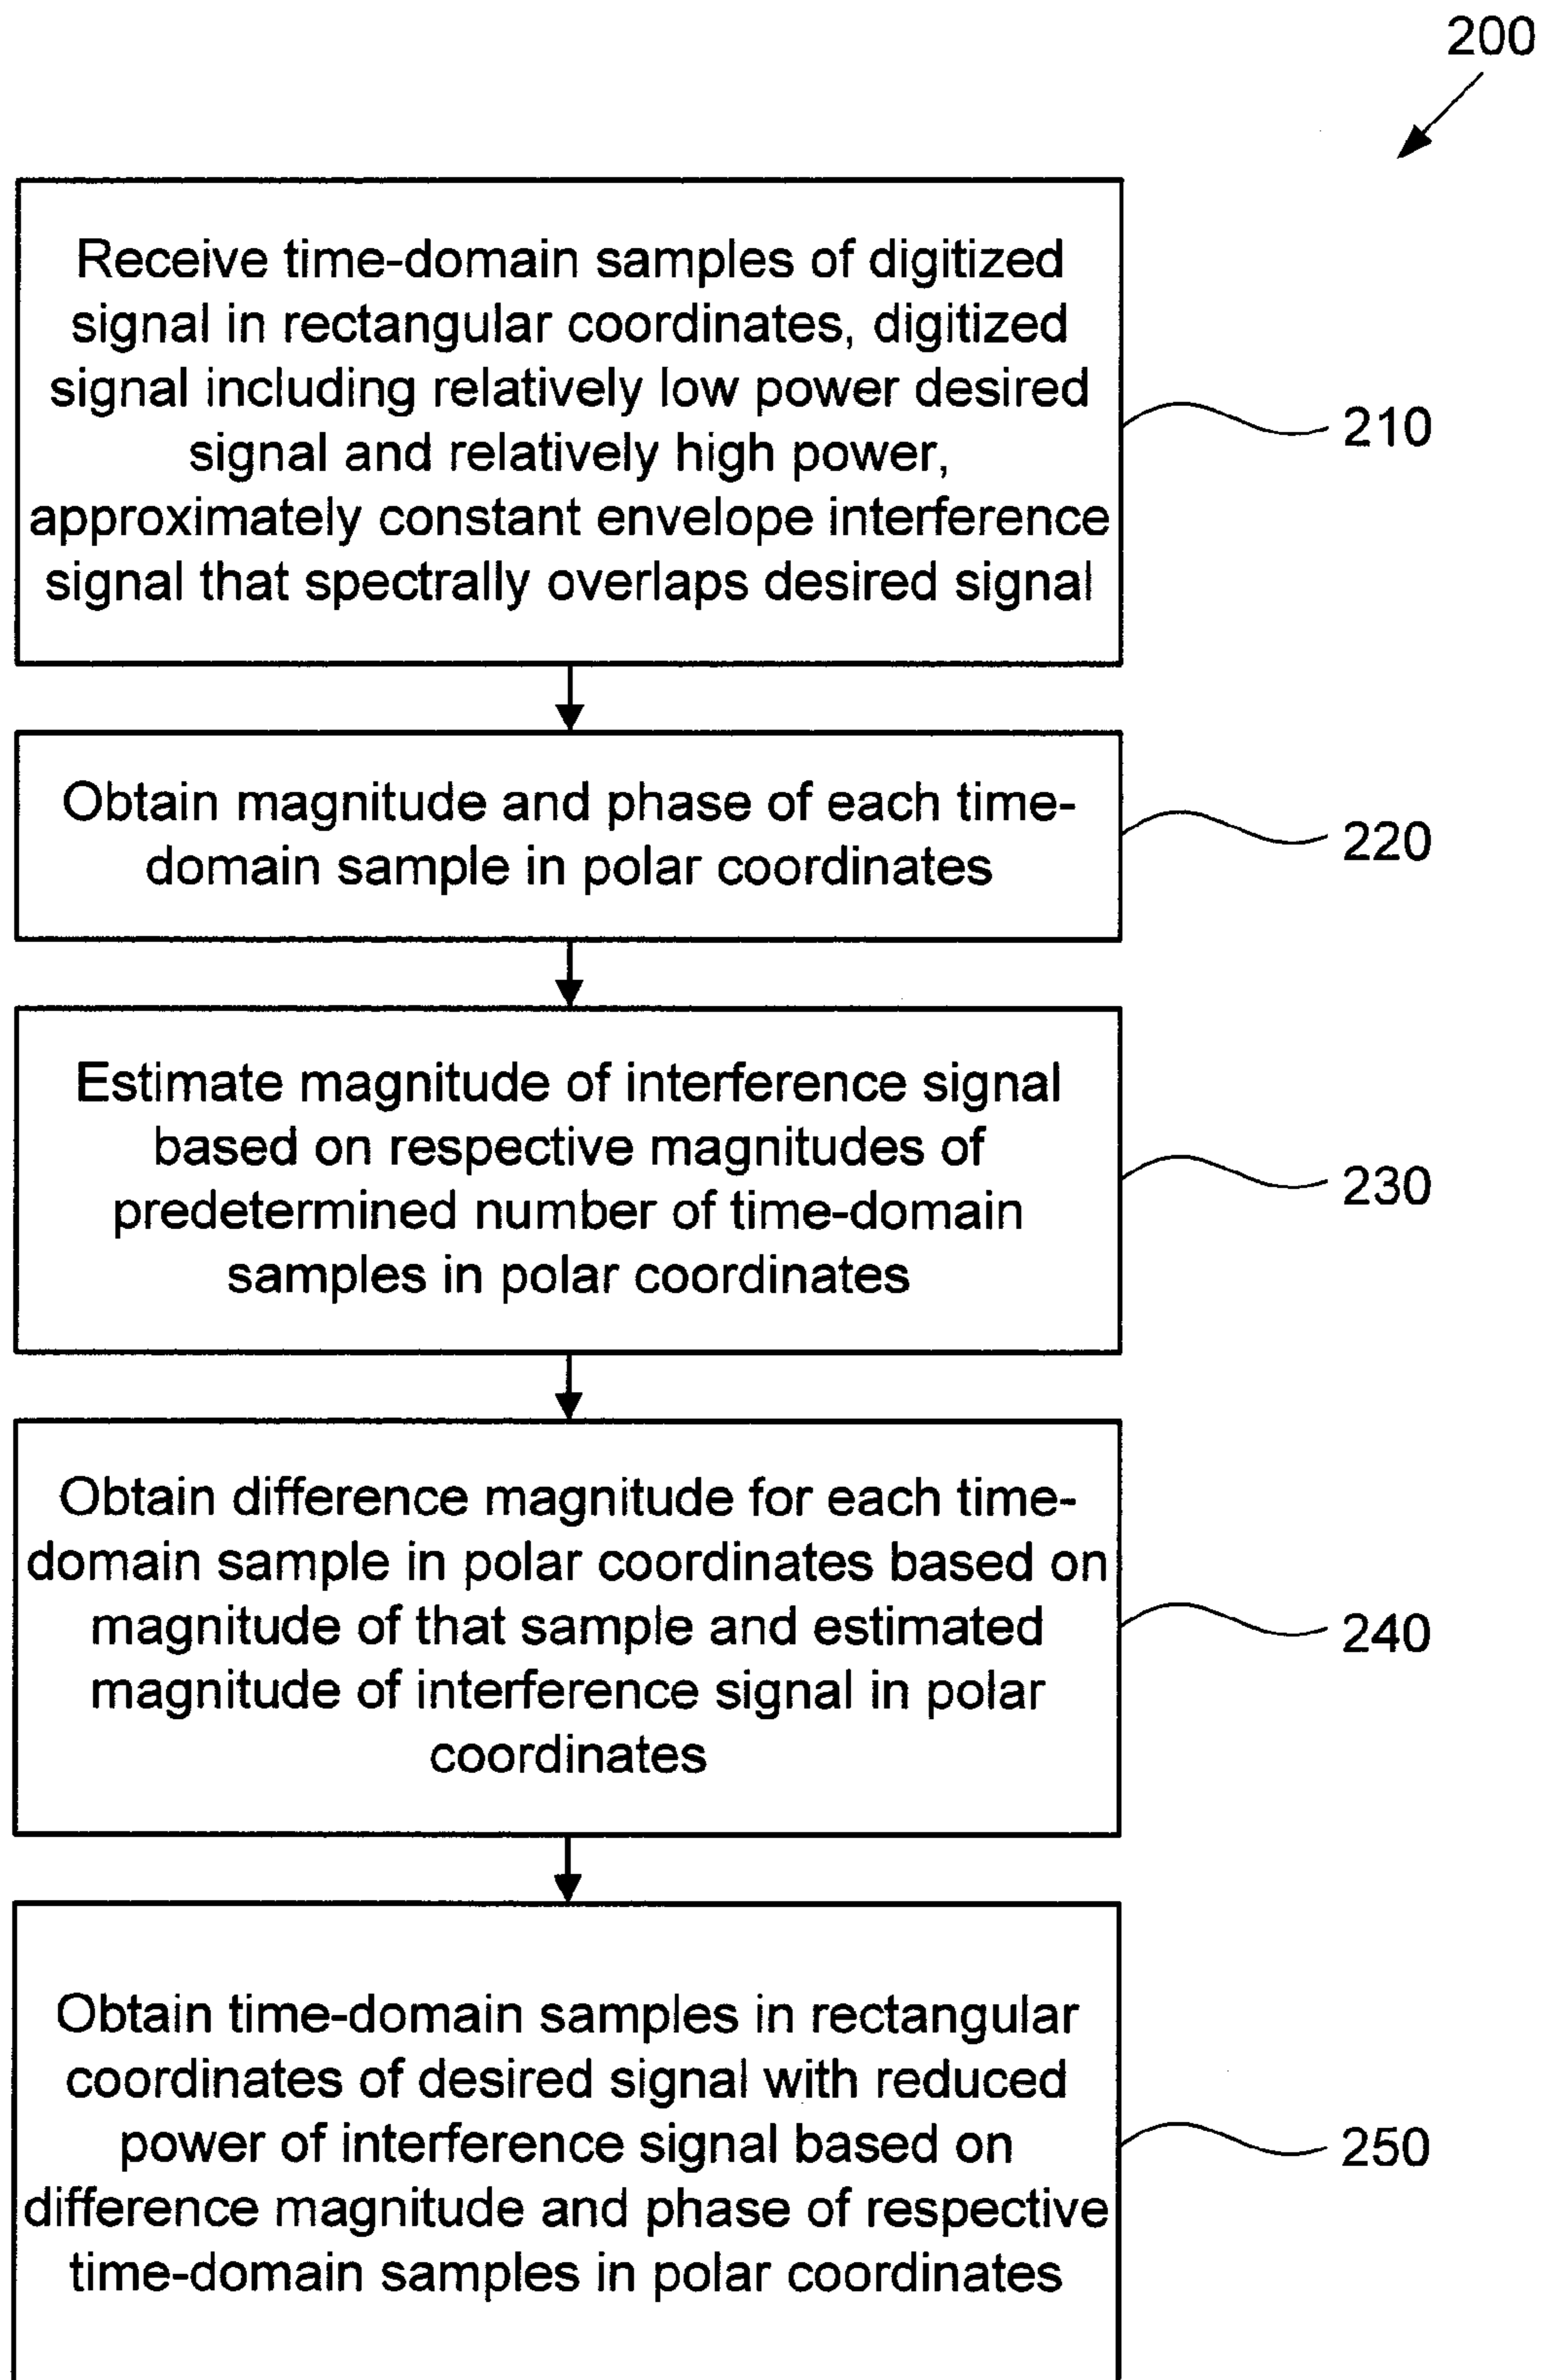 200
Receive time-domain samples of digitized
signal in rectangular coordinates, digitized
signal including relatively low power desired
signal and relatively high power,
approximately constant envelope interference
signal that spectrally overlaps desired signal
210
Obtain magnitude and phase of each time-
domain sample in polar coordinates
220
Estimate magnitude of interference signal
based on respective magnitudes of
predetermined number of time-domain
samples in polar coordinates
230
Obtain difference magnitude for each time-
domain sample in polar coordinates based on
magnitude of that sample and estimated
magnitude of interference signal in polar
coordinates
240
Obtain time-domain samples in rectangular
coordinates of desired signal with reduced
power of interference signal based on
difference magnitude and phase of respective
time-domain samples in polar coordinates
250